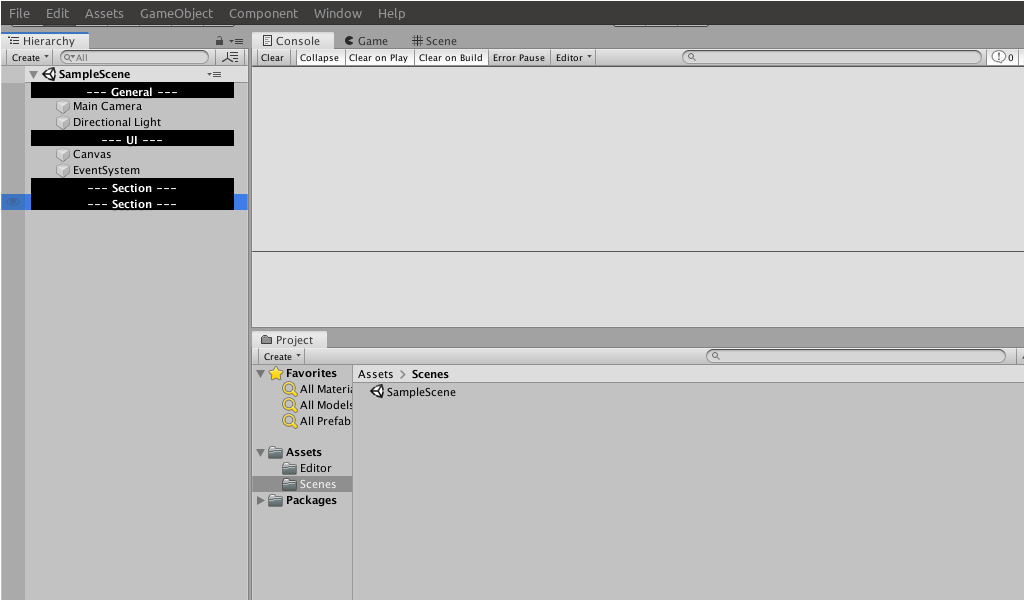 File Edit Assets GameObject Component Window Help
Hierarchy
Create All
SampleScene
--- General ---
Main Camera
Directional Light
--- UI ---
Canvas
EventSystem
--- Section ---
--- Section ---
Console Game Scene
Clear Collapse Clear on Play Clear on Build Error Pause Editor 0
Project
Create
Favorites
All Materia
All Models
All Prefab
Assets
Editor
Scenes
Packages
Assets > Scenes
SampleScene